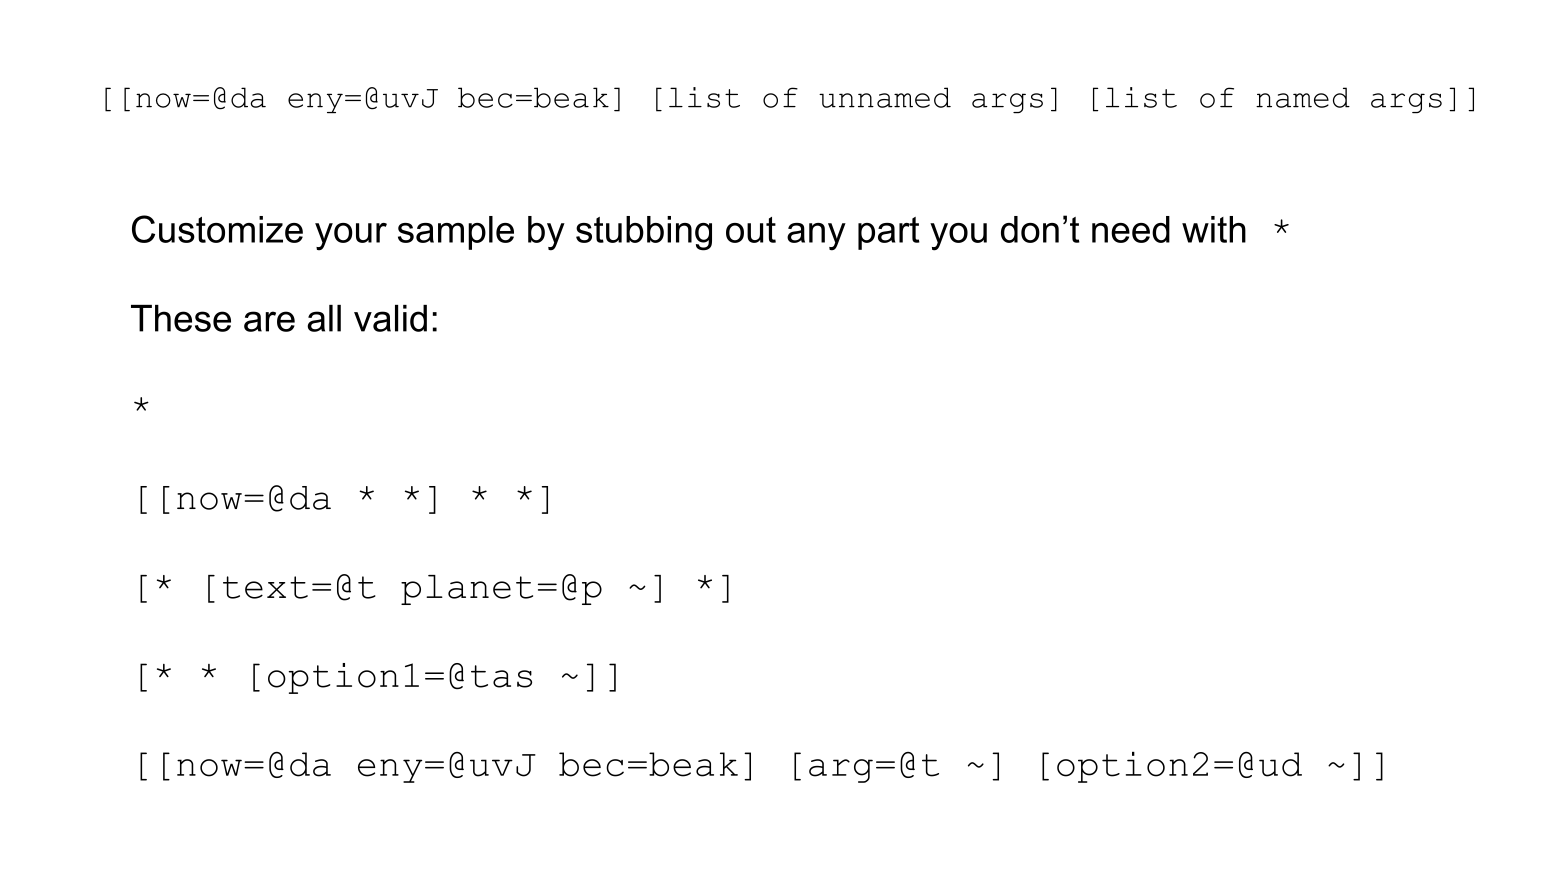 [[now=@da eny=@uvJ bec=beak] [list of unnamed args] [list of named args]]
Customize your sample by stubbing out any part you don’t need with *
These are all valid:
*
[[now=@da * *] * *]
[* [text=@t planet=@p ~] *]
[* * [option1=@tas ~]]
[[now=@da eny=@uvJ bec=beak] [arg=@t ~] [option2=@ud ~]]